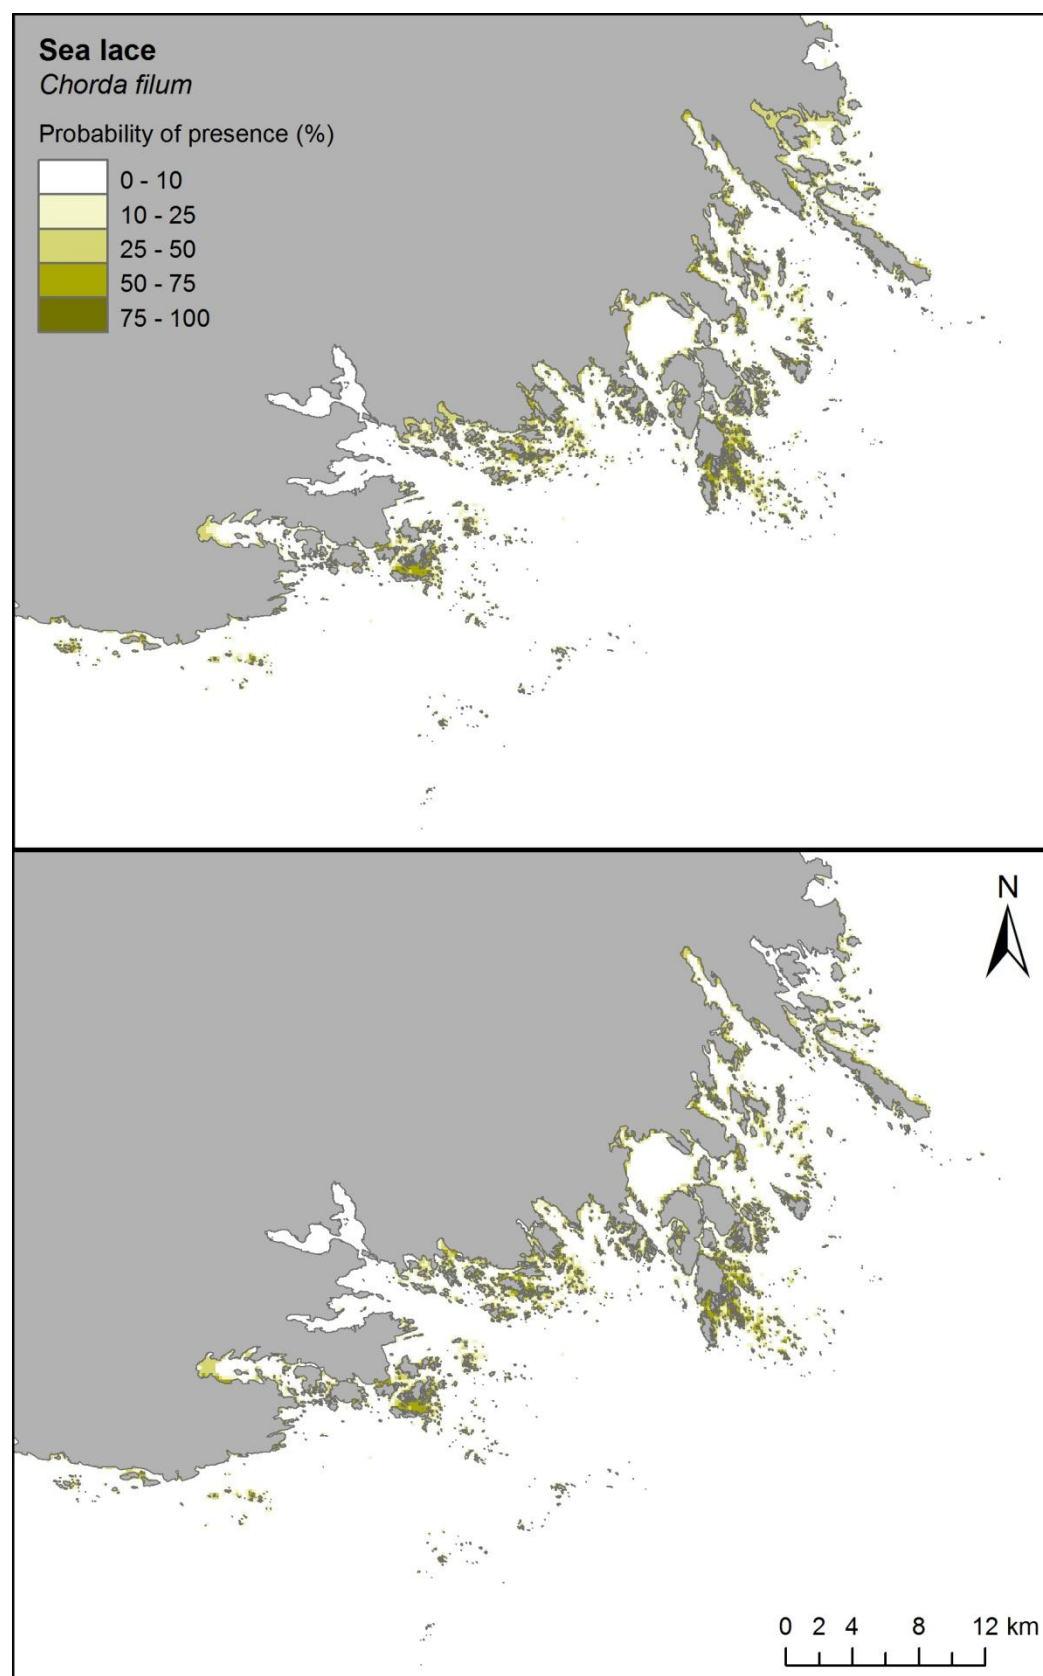 Sea lace
Chorda filum
Probability of presence (%)
0 - 10
10 - 25
25 - 50
50 - 75
75 - 100
N
0 2 4 8 12 km